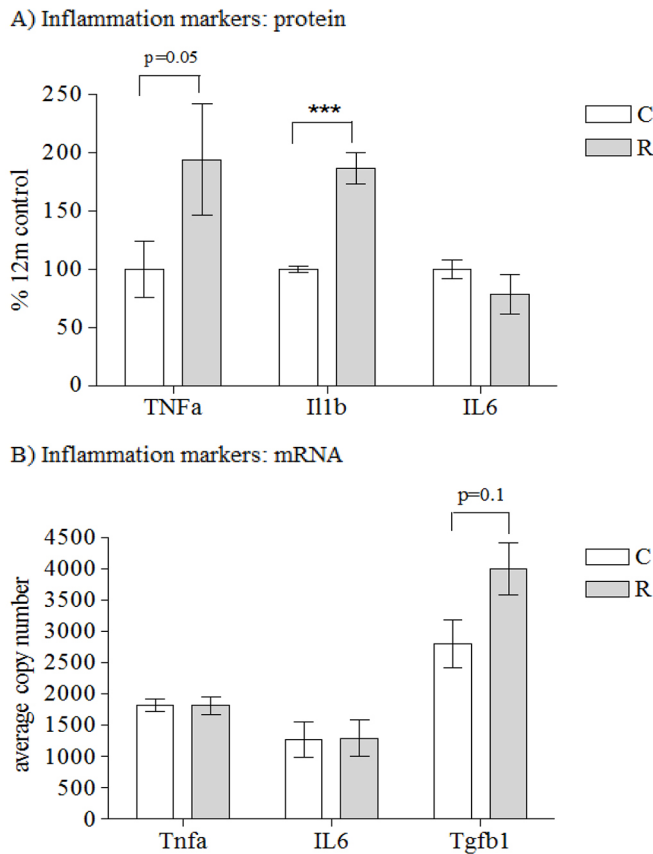 A) Inflammation markers: protein
p=0.05
***
250
200
150
100
50
0
% 12m control
TNFa Il1b IL6
C
R
B) Inflammation markers: mRNA
p=0.1
4500
4000
3500
3000
2500
2000
1500
1000
500
0
average copy number
Tnfa IL6 Tgfb1
C
R